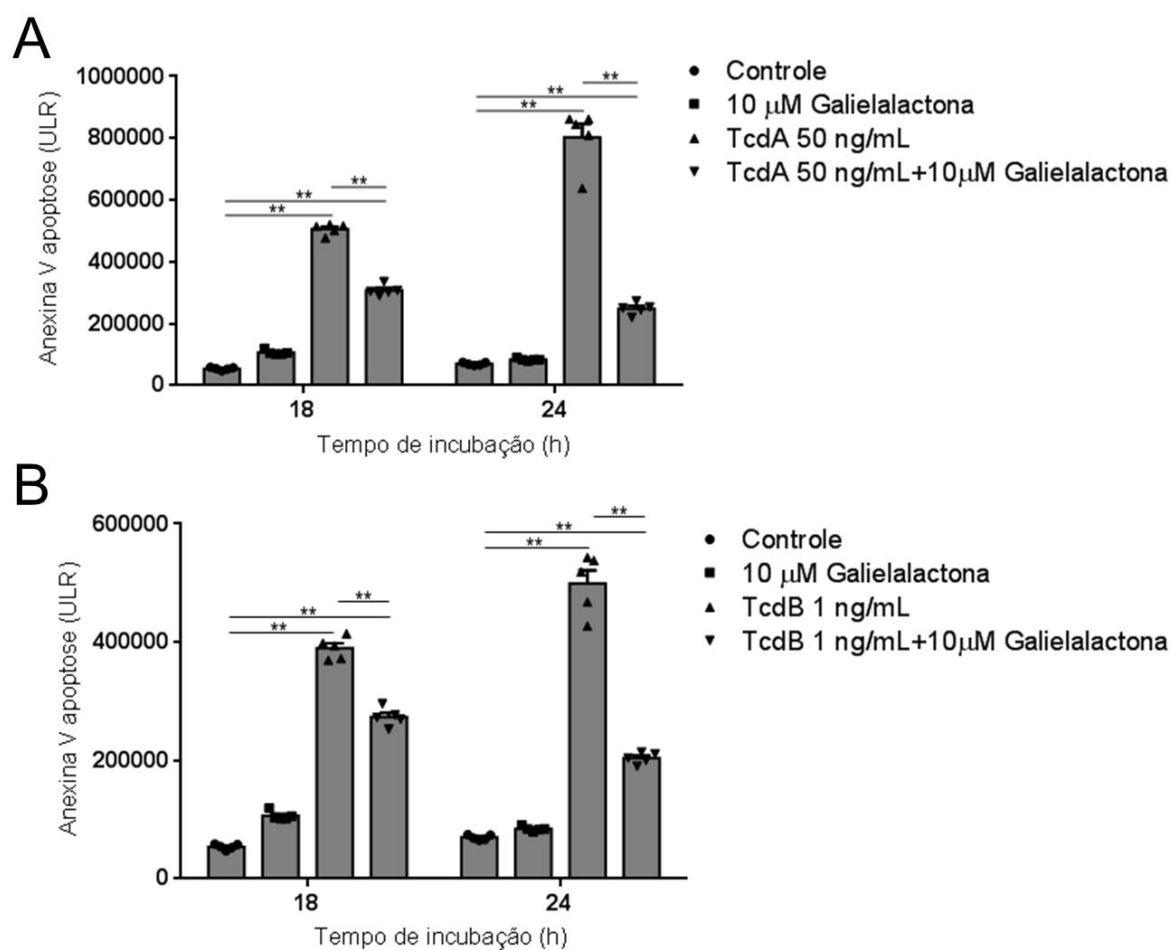 A
1000000
800000
600000
400000
200000
0
Anexina V apoptose (ULR)
** ** **
** ** **
18 24
Tempo de incubação (h)
Controle
10 µM Galielalactona
TcdA 50 ng/mL
TcdA 50 ng/mL+10µM Galielalactona
B
600000
400000
200000
0
Anexina V apoptose (ULR)
** ** **
** ** **
18 24
Tempo de incubação (h)
Controle
10 µM Galielalactona
TcdB 1 ng/mL
TcdB 1 ng/mL+10µM Galielalactona